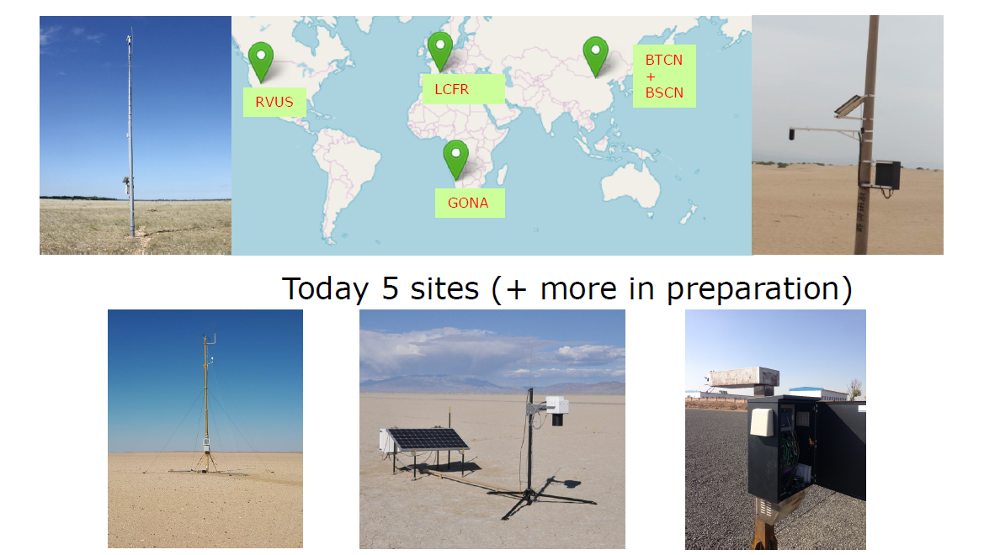 RVUS
LCFR
BTCN
+
BSCN
GONA
Today 5 sites (+ more in preparation)